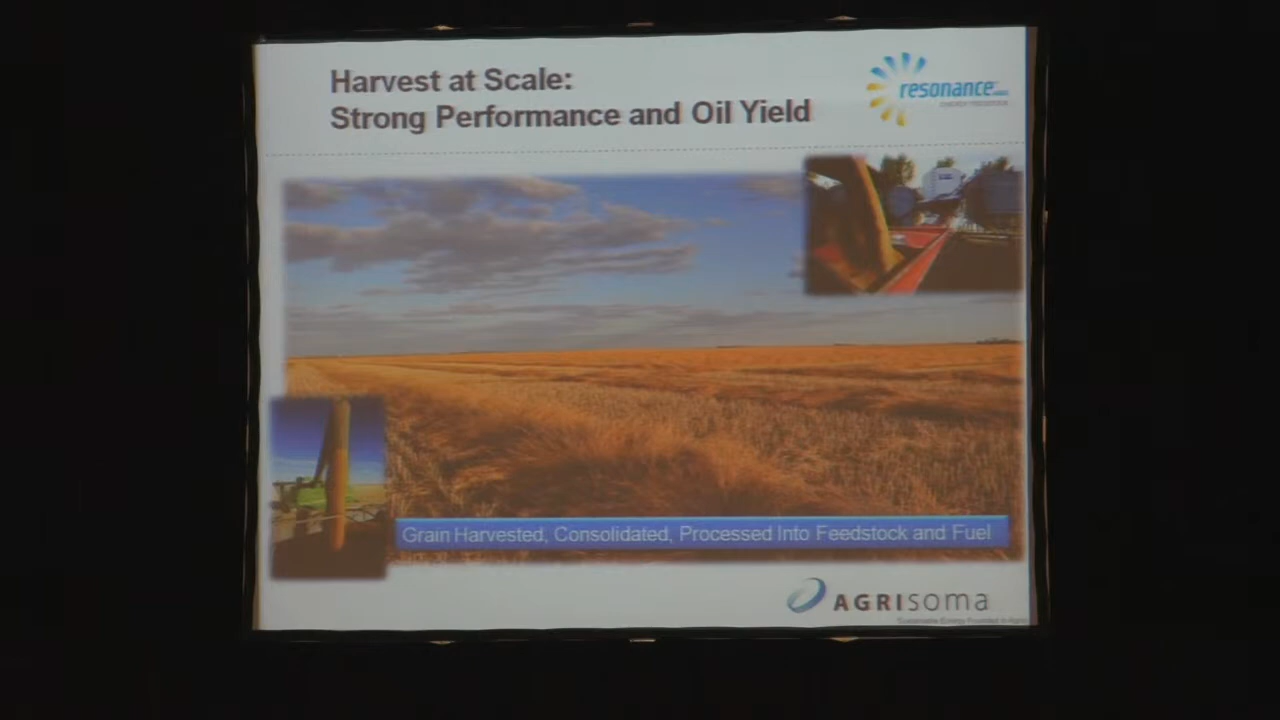 Harvest at Scale:
Strong Performance and Oil Yield
resonance
Grain Harvested, Consolidated, Processed Into Feedstock and Fuel
AGRISOMA